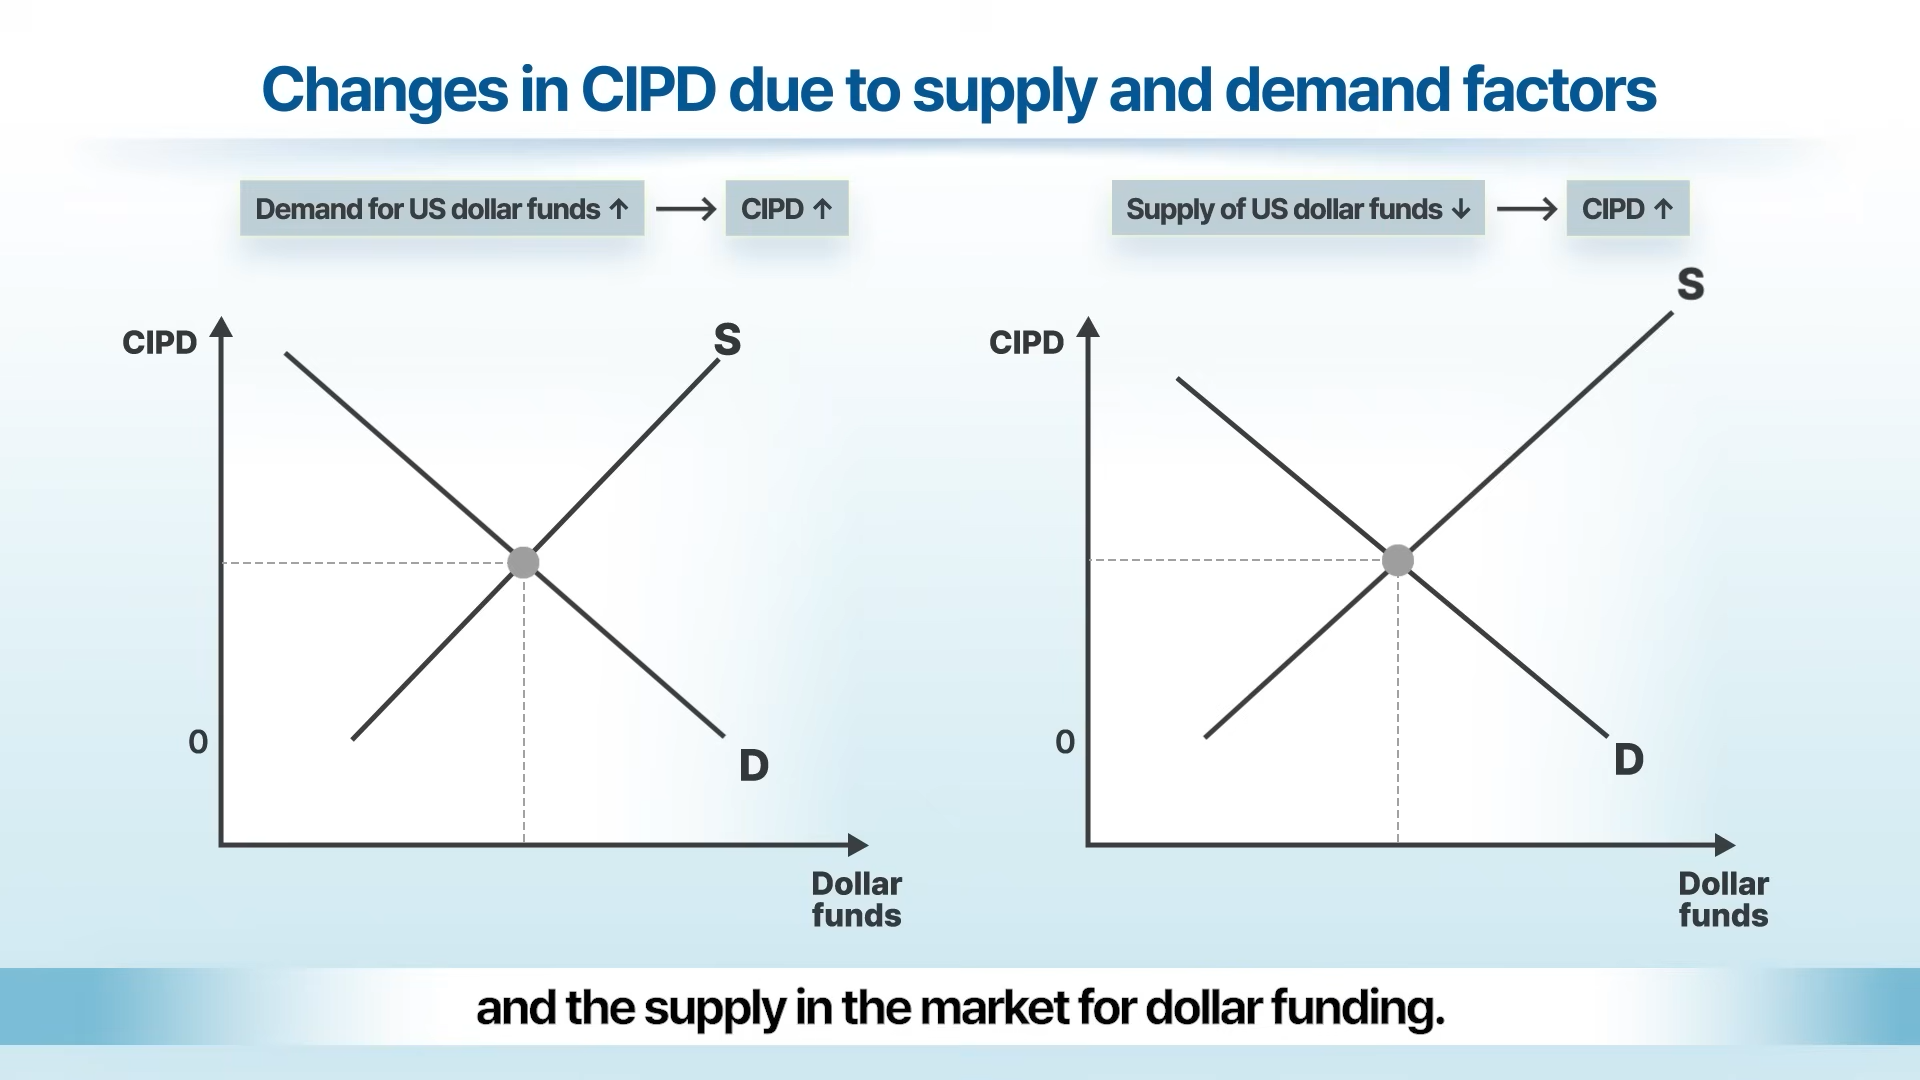 Changes in CIPD due to supply and demand factors
Demand for US dollar funds ↑ → CIPD ↑
Supply of US dollar funds ↓ → CIPD ↑
CIPD
S
0
D
Dollar
funds
CIPD
S
0
D
Dollar
funds
and the supply in the market for dollar funding.